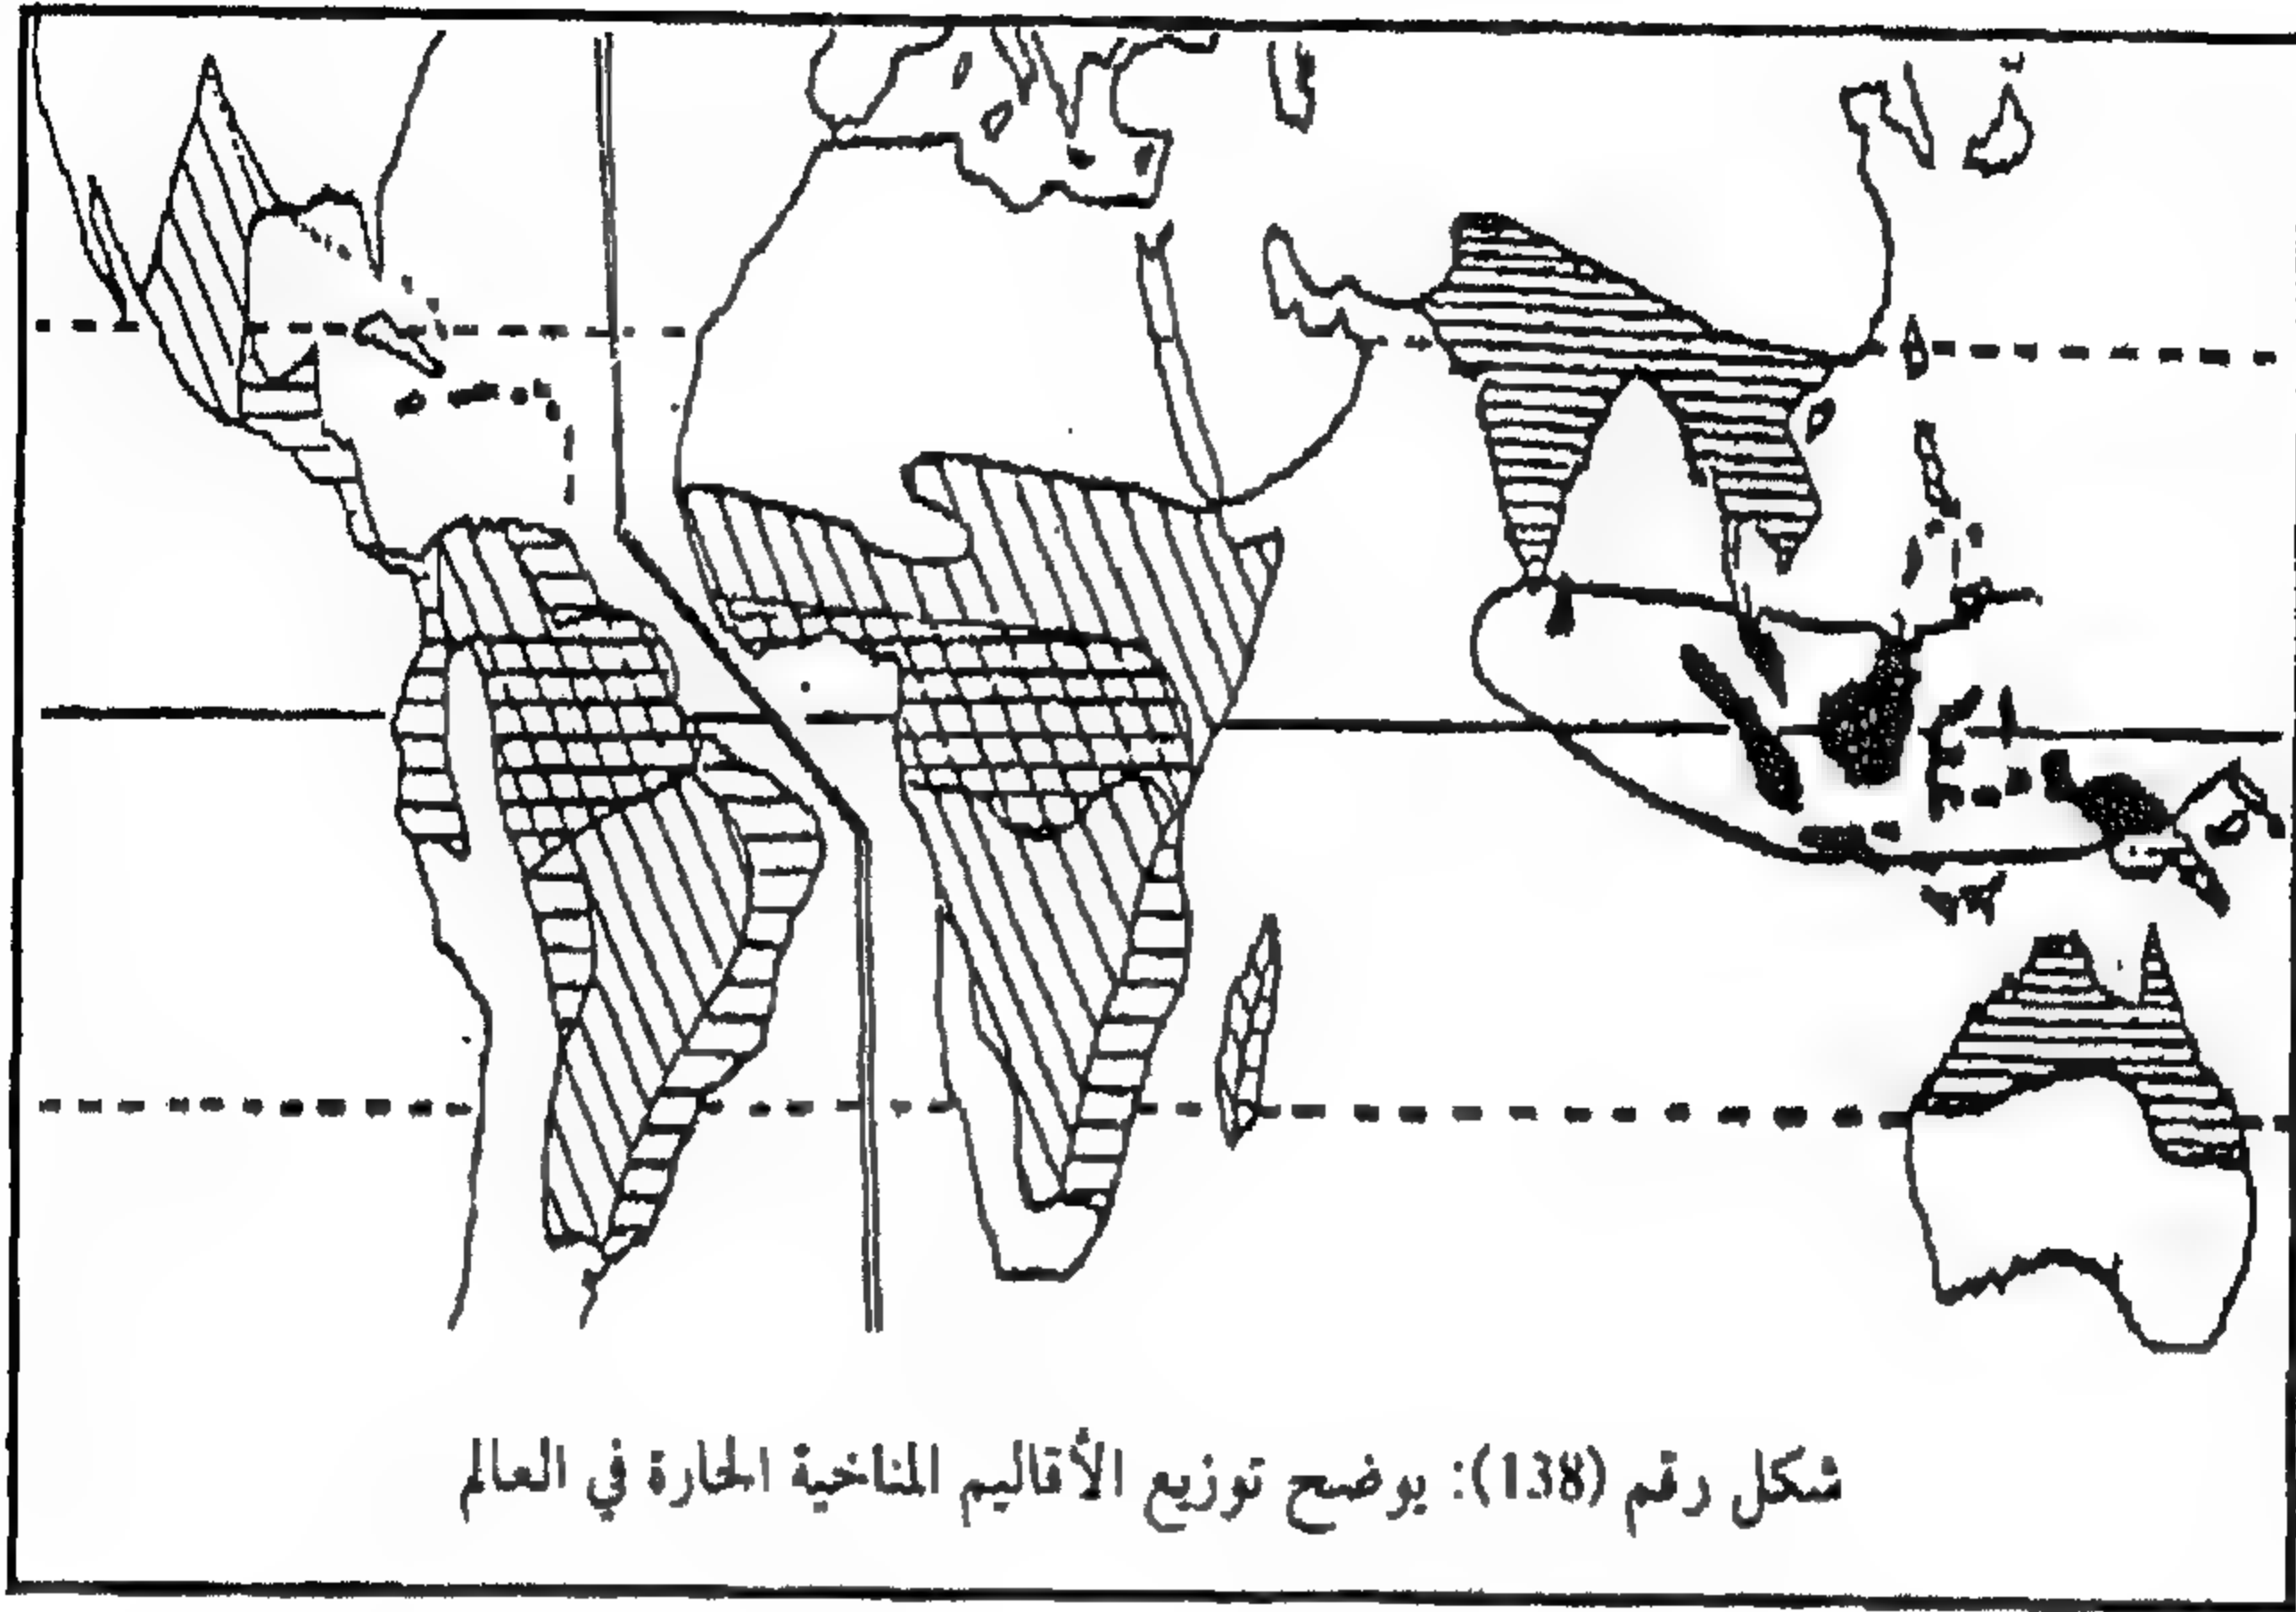 شكل رقم (138): يوضح توزيع الأقاليم المناخية الحارة في العالم